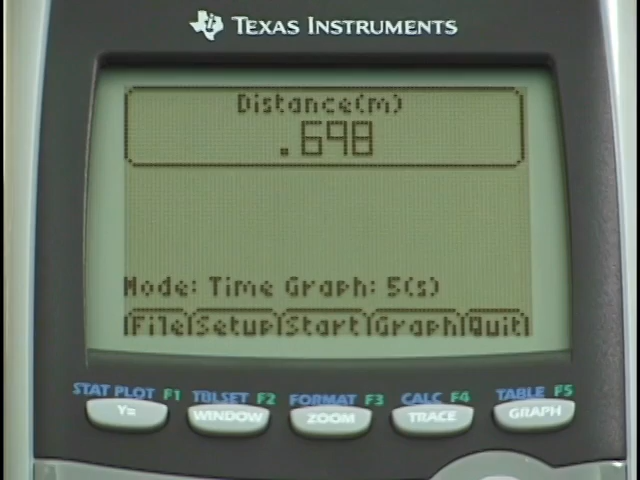 TEXAS INSTRUMENTS
Distance(m)
.698
Mode: Time Graph: 5(s)
File Setup Start Graph Quit
STAT PLOT F1 TBLSET F2 FORMAT F3 CALC F4 TABLE F5
Y= WINDOW ZOOM TRACE GRAPH